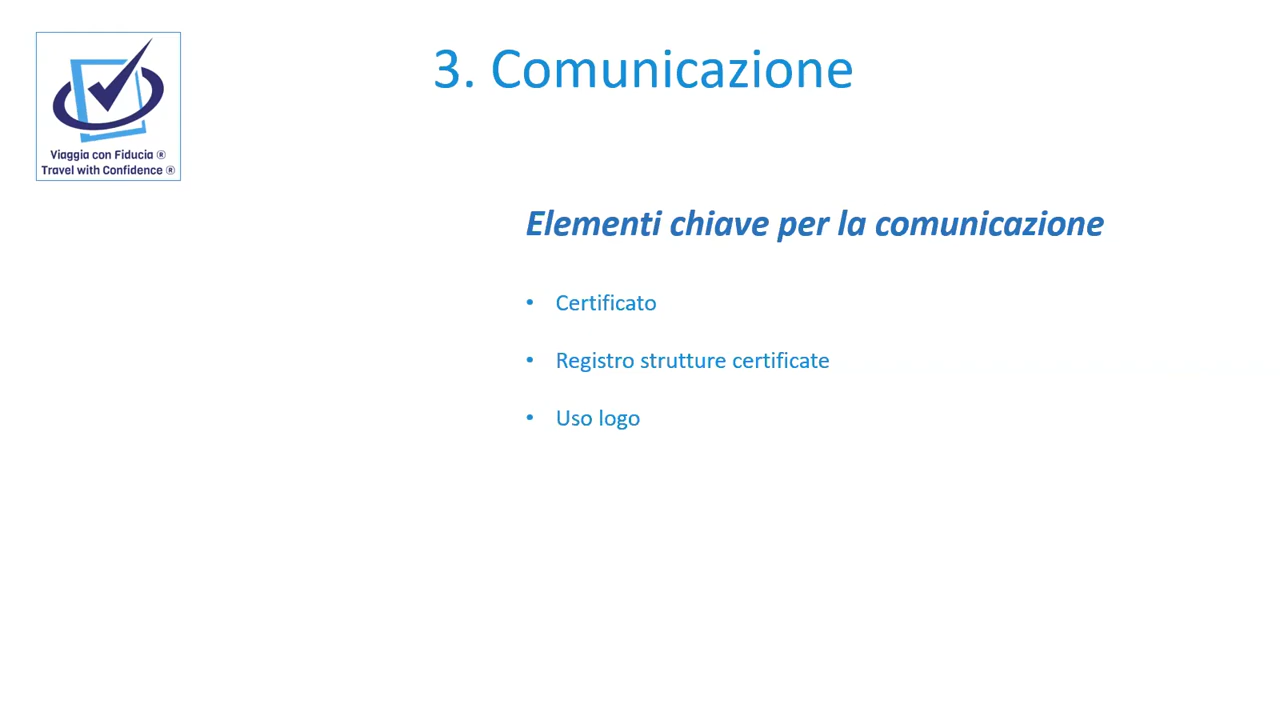 3. Comunicazione
Viaggia con Fiducia ®
Travel with Confidence ®
Elementi chiave per la comunicazione
• Certificato
• Registro strutture certificate
• Uso logo